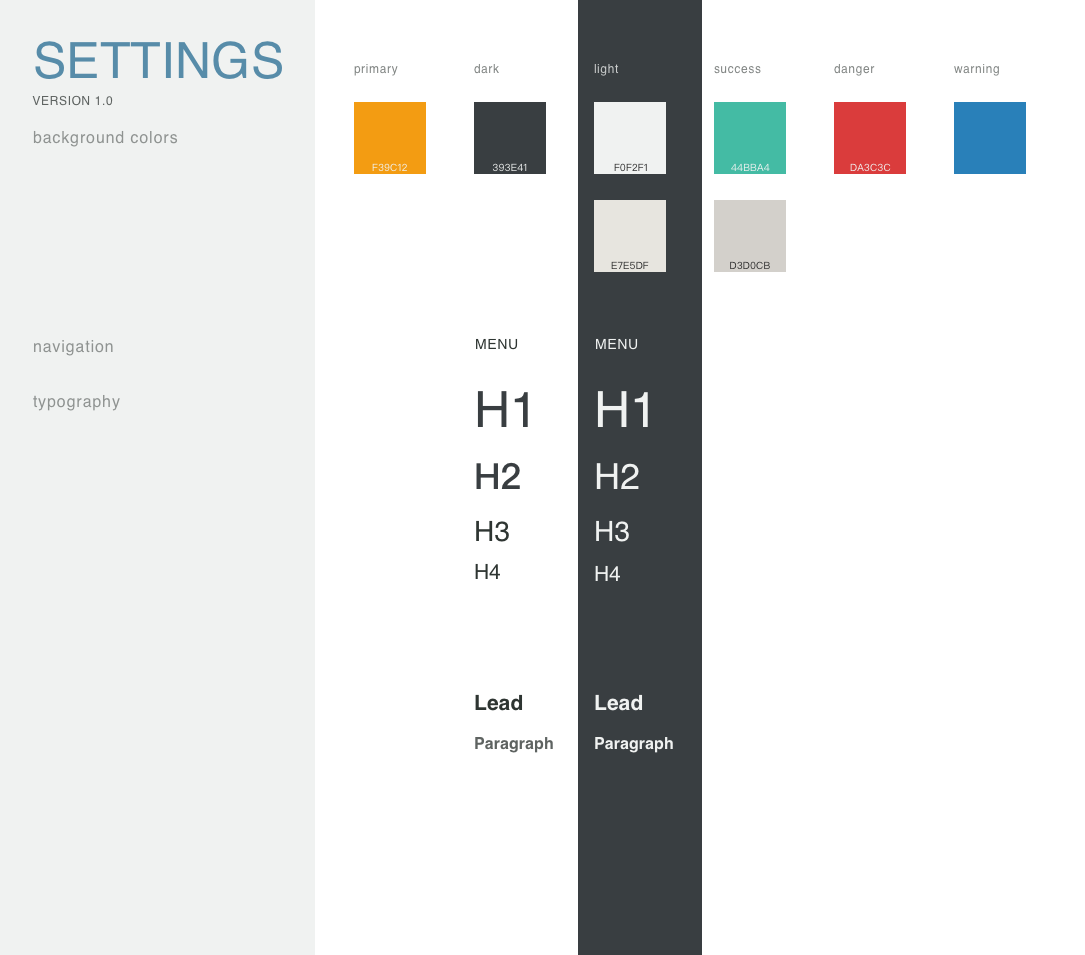 SETTINGS
VERSION 1.0
background colors
primary dark light success danger warning
F39C12 393E41 F0F2F1 44BBA4 DA3C3C
E7E5DF D3D0CB
navigation
MENU MENU
typography
H1 H1
H2 H2
H3 H3
H4 H4
Lead Lead
Paragraph Paragraph